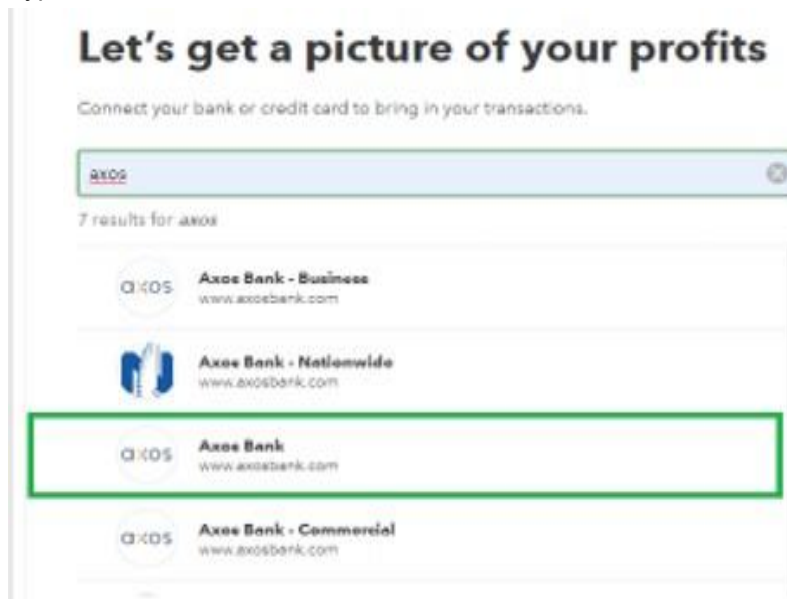 Let's get a picture of your profits
Connect your bank or credit card to bring in your transactions.
axos
7 results for axos
axos
Axos Bank - Business
www.axosbank.com
Axos Bank - Nationwide
www.axosbank.com
axos
Axos Bank
www.axosbank.com
axos
Axos Bank - Commercial
www.axosbank.com